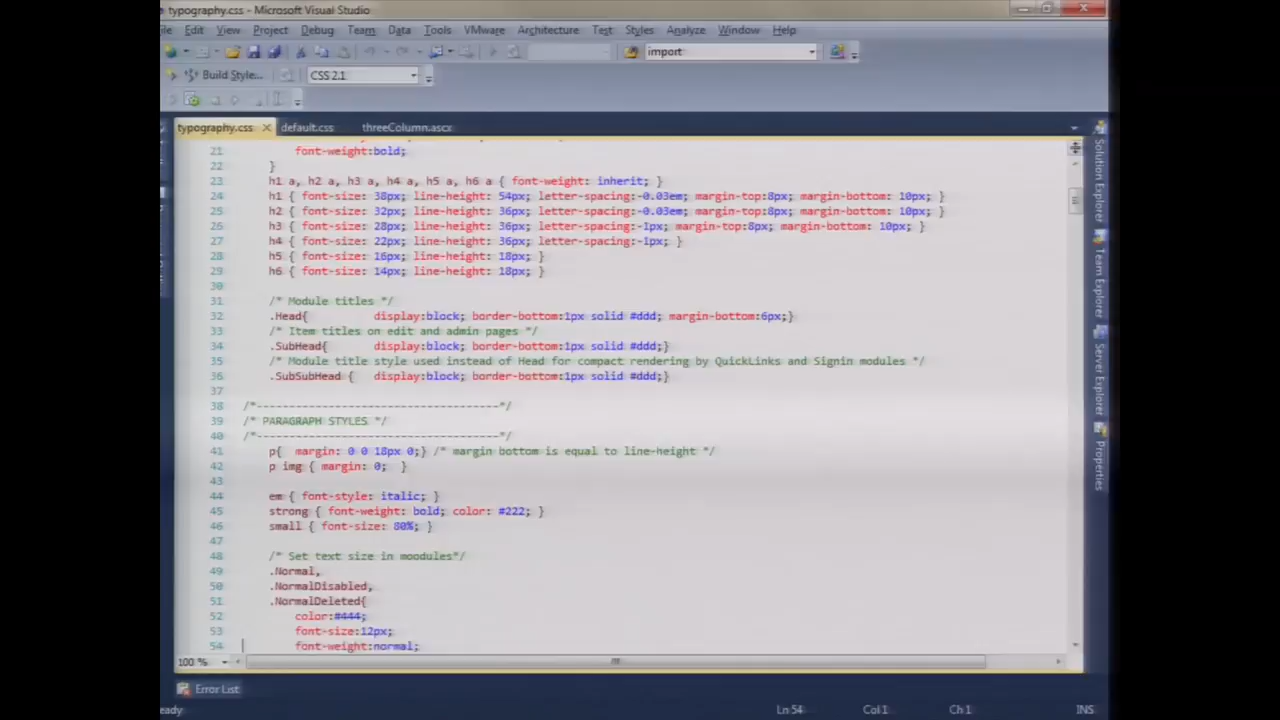 typography.css - Microsoft Visual Studio
Edit View Project Debug Team Data Tools VMware Architecture Test Styles Analyze Window Help
import
Build Style... CSS 2.1
typography.css default.css threeColumn.ascx
21 font-weight:bold;
22 }
23 h1 a, h2 a, h3 a, h4 a, h5 a, h6 a { font-weight: inherit; }
24 h1 { font-size: 38px; line-height: 54px; letter-spacing:-0.03em; margin-top:8px; margin-bottom: 10px; }
25 h2 { font-size: 32px; line-height: 36px; letter-spacing:-0.03em; margin-top:8px; margin-bottom: 10px; }
26 h3 { font-size: 28px; line-height: 36px; letter-spacing:-1px; margin-top:8px; margin-bottom: 10px; }
27 h4 { font-size: 22px; line-height: 36px; letter-spacing:-1px; }
28 h5 { font-size: 16px; line-height: 18px; }
29 h6 { font-size: 14px; line-height: 18px; }
30
31 /* Module titles */
32 .Head{ display:block; border-bottom:1px solid #ddd; margin-bottom:6px;}
33 /* Item titles on edit and admin pages */
34 .SubHead{ display:block; border-bottom:1px solid #ddd;}
35 /* Module title style used instead of Head for compact rendering by QuickLinks and Signin modules */
36 .SubSubHead { display:block; border-bottom:1px solid #ddd;}
37
38 /*-------------------------------------*/
39 /* PARAGRAPH STYLES */
40 /*-------------------------------------*/
41 p{ margin: 0 0 18px 0;} /* margin bottom is equal to line-height */
42 p img { margin: 0; }
43
44 em { font-style: italic; }
45 strong { font-weight: bold; color: #222; }
46 small { font-size: 80%; }
47
48 /* Set text size in moodules*/
49 .Normal,
50 .NormalDisabled,
51 .NormalDeleted{
52 color:#444;
53 font-size:12px;
54 font-weight:normal;
100 %
Solution Explorer
Team Explorer
Server Explorer
Properties
Error List
Ln 54 Col 1 Ch 1 INS